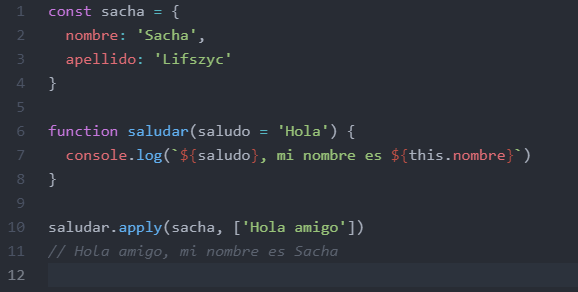 1 const sacha = {
2   nombre: 'Sacha',
3   apellido: 'Lifszyc'
4 }
5
6 function saludar(saludo = 'Hola') {
7   console.log(`${saludo}, mi nombre es ${this.nombre}`)
8 }
9
10 saludar.apply(sacha, ['Hola amigo'])
11 // Hola amigo, mi nombre es Sacha
12